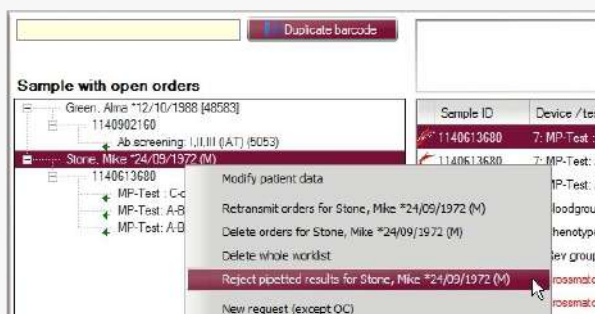 Duplicate barcode
Sample with open orders
Green, Alma *12/10/1988 [48583]
1140902160
Ab screening: I,II,III (IAT) (5053)
Stone, Mike *24/09/1972 (M)
1140613680
MP-Test : C-c
MP-Test: A-B
MP-Test: A-B
Modify patient data
Retransmit orders for Stone, Mike *24/09/1972 (M)
Delete orders for Stone, Mike *24/09/1972 (M)
Delete whole worklist
Reject pipetted results for Stone, Mike *24/09/1972 (M)
New request (except QC)
Sample ID Device /te
1140613680 7: MP-Test :
1140613680 7: MP-Test:
MP-Test:
loodgrou
henotype
ev group
rossmatc
rossmatc